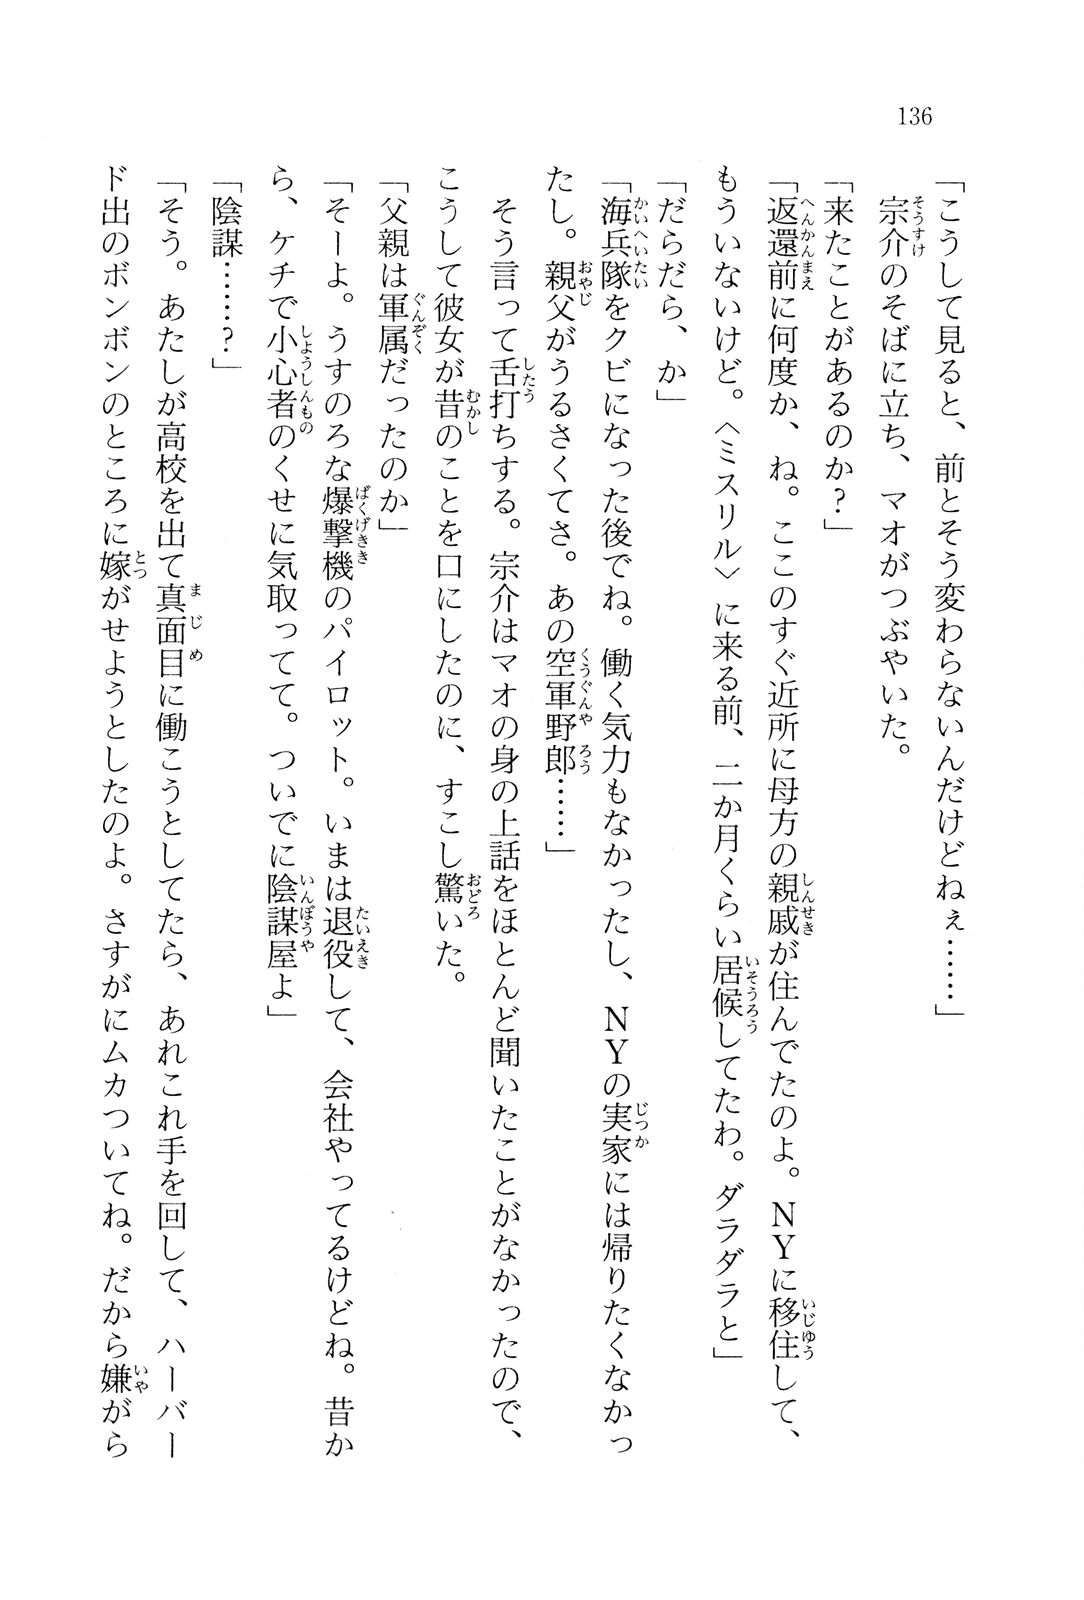 136
「こうして見ると、前とそう変わらないんだけどねぇ……」
宗介のそばに立ち、マオがつぶやいた。
「来たことがあるのか?」
「返還前に何度か、ね。ここのすぐ近所に母方の親戚が住んでたのよ。NYに移住して、
もういないけど。〈ミスリル〉に来る前、二か月くらい居候してたわ。ダラダラと」
「だらだら、か」
「海兵隊をクビになった後でね。働く気力もなかったし、NYの実家には帰りたくなかっ
たし。親父がうるさくてさ。あの空軍野郎……」
そう言って舌打ちする。宗介はマオの身の上話をほとんど聞いたことがなかったので、
こうして彼女が昔のことを口にしたのに、すこし驚いた。
「父親は軍属だったのか」
「そーよ。うすのろな爆撃機のパイロット。いまは退役して、会社やってるけどね。昔か
ら、ケチで小心者のくせに気取ってて。ついでに陰謀屋よ」
「陰謀……?」
「そう。あたしが高校を出て真面目に働こうとしてたら、あれこれ手を回して、ハーバー
ド出のボンボンのところに嫁がせようとしたのよ。さすがにムカついてね。だから嫌がら